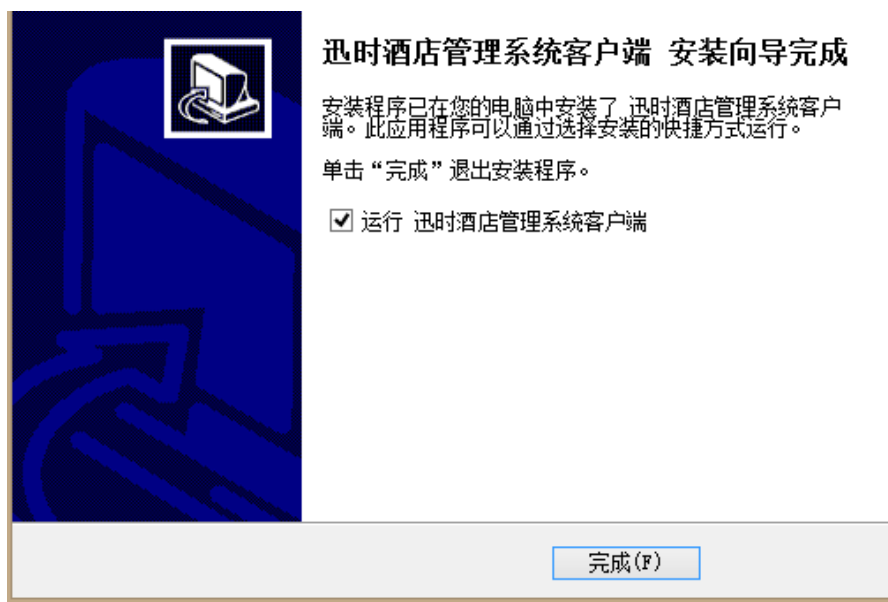 迅时酒店管理系统客户端 安装向导完成
安装程序已在您的电脑中安装了 迅时酒店管理系统客户
端。此应用程序可以通过选择安装的快捷方式运行。
单击“完成”退出安装程序。
运行 迅时酒店管理系统客户端
完成(F)